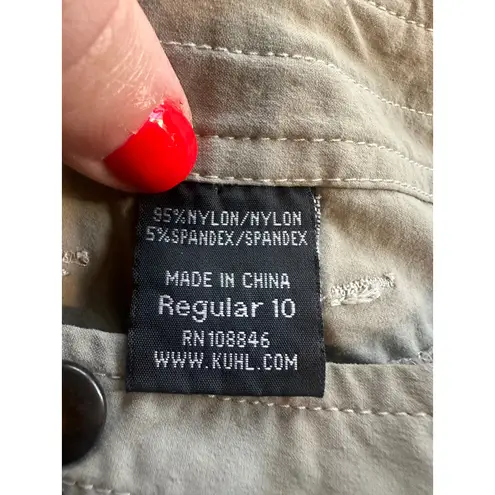 95%NYLON/NYLON
5%SPANDEX/SPANDEX
MADE IN CHINA
Regular 10
RN108846
WWW.KUHL.COM